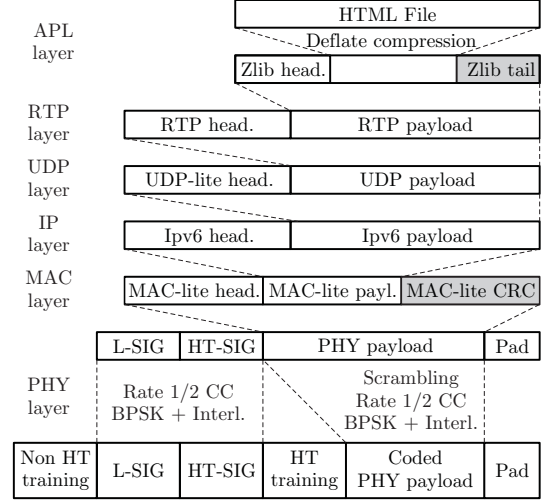 HTML File
APL
layer
Deflate compression
Zlib head.
Zlib tail
RTP
layer
RTP head.
RTP payload
UDP
layer
UDP-lite head.
UDP payload
IP
layer
Ipv6 head.
Ipv6 payload
MAC
layer
MAC-lite head.
MAC-lite payl.
MAC-lite CRC
L-SIG
HT-SIG
PHY payload
Pad
PHY
layer
Rate 1/2 CC
BPSK + Interl.
Scrambling
Rate 1/2 CC
BPSK + Interl.
Non HT
training
L-SIG
HT-SIG
HT
training
Coded
PHY payload
Pad